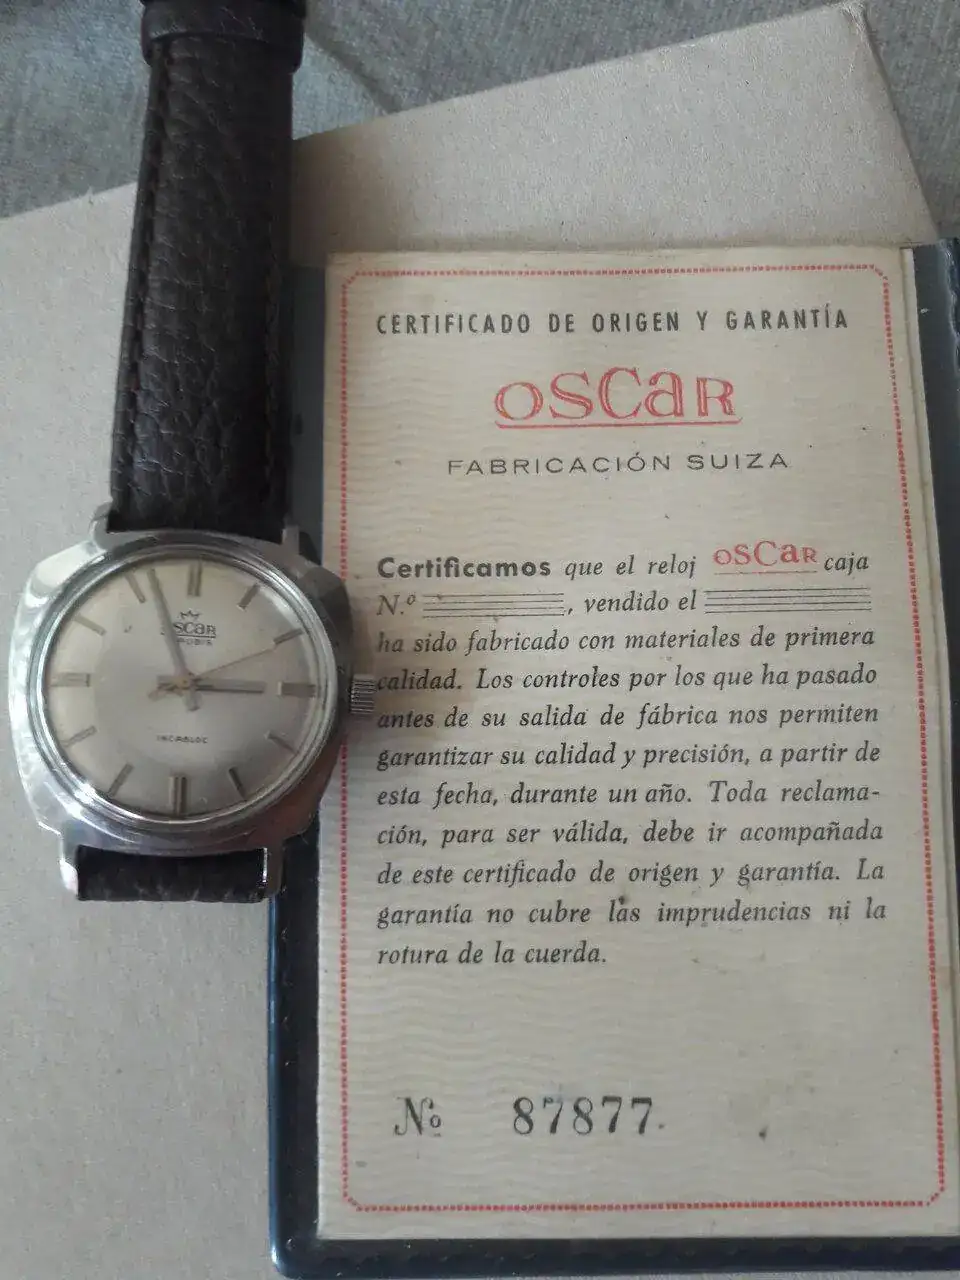 OSCAR
RUBIS
INCABLOC
CERTIFICADO DE ORIGEN Y GARANTÍA
OSCaR
FABRICACIÓN SUIZA
Certificamos que el reloj OSCaR caja
N.º , vendido el
ha sido fabricado con materiales de primera
calidad. Los controles por los que ha pasado
antes de su salida de fábrica nos permiten
garantizar su calidad y precisión, a partir de
esta fecha, durante un año. Toda reclama-
ción, para ser válida, debe ir acompañada
de este certificado de origen y garantía. La
garantía no cubre las imprudencias ni la
rotura de la cuerda.
Nº 87877